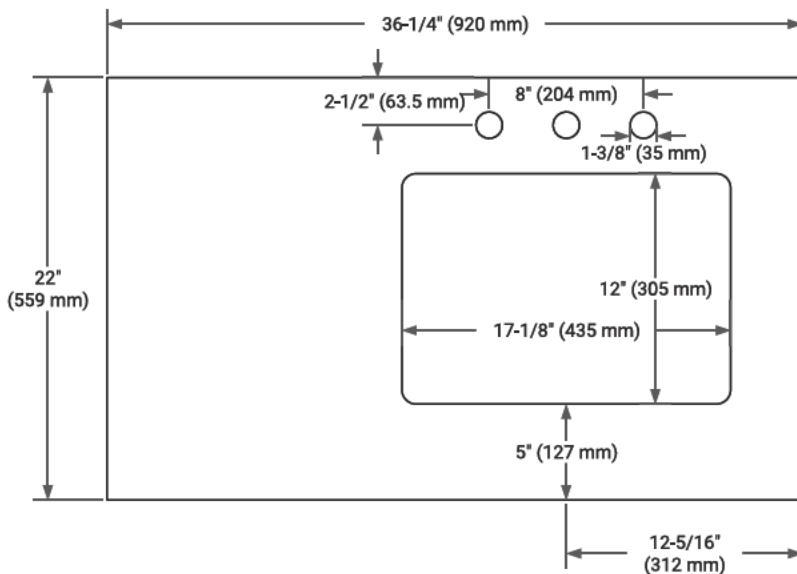 36-1/4" (920 mm)
2-1/2" (63.5 mm)
8" (204 mm)
1-3/8" (35 mm)
22"
(559 mm)
12" (305 mm)
17-1/8" (435 mm)
5" (127 mm)
12-5/16"
(312 mm)